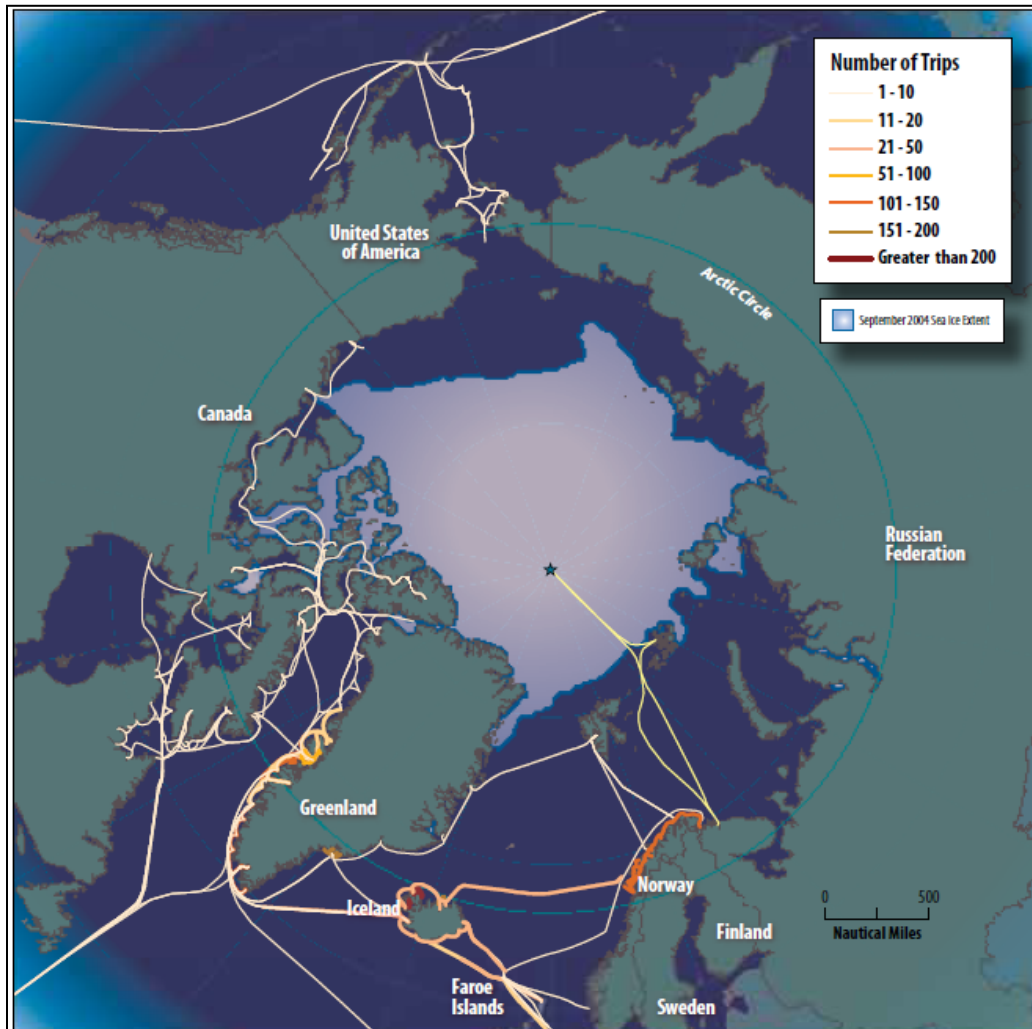 Number of Trips
1 - 10
11 - 20
21 - 50
51 - 100
101 - 150
151 - 200
Greater than 200
September 2004 Sea Ice Extent
United States
of America
Arctic Circle
Canada
Russian
Federation
Greenland
Iceland
Norway
Finland
Faroe
Islands
Sweden
0 500
Nautical Miles